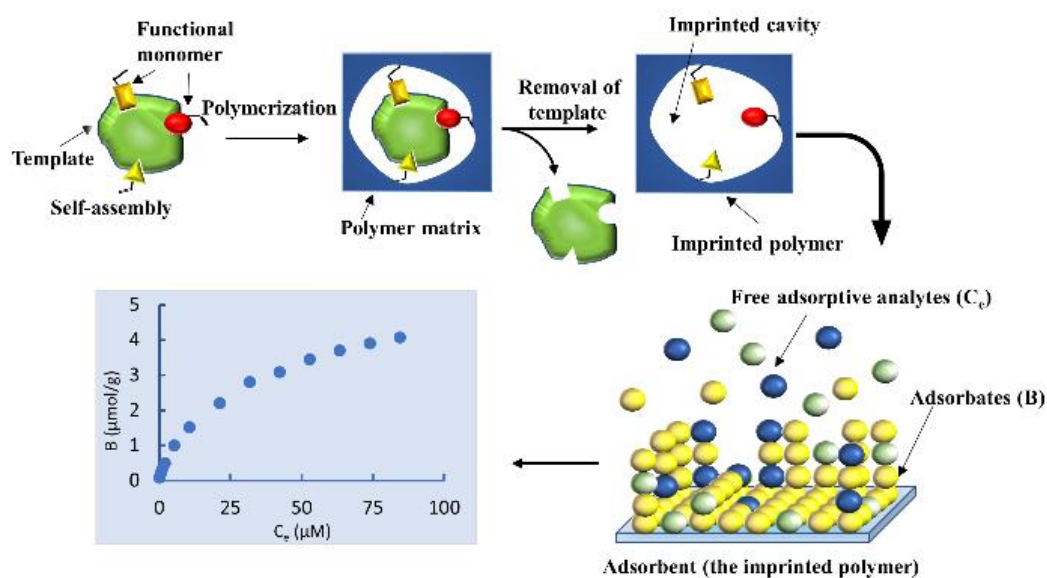 Functional
monomer
Polymerization
Template
Self-assembly
Polymer matrix
Removal of
template
Imprinted cavity
Imprinted polymer
Free adsorptive analytes (Cₑ)
Adsorbates (B)
Adsorbent (the imprinted polymer)
B (µmol/g)
5
4
3
2
1
0
0 25 50 75 100
Cₑ (µM)